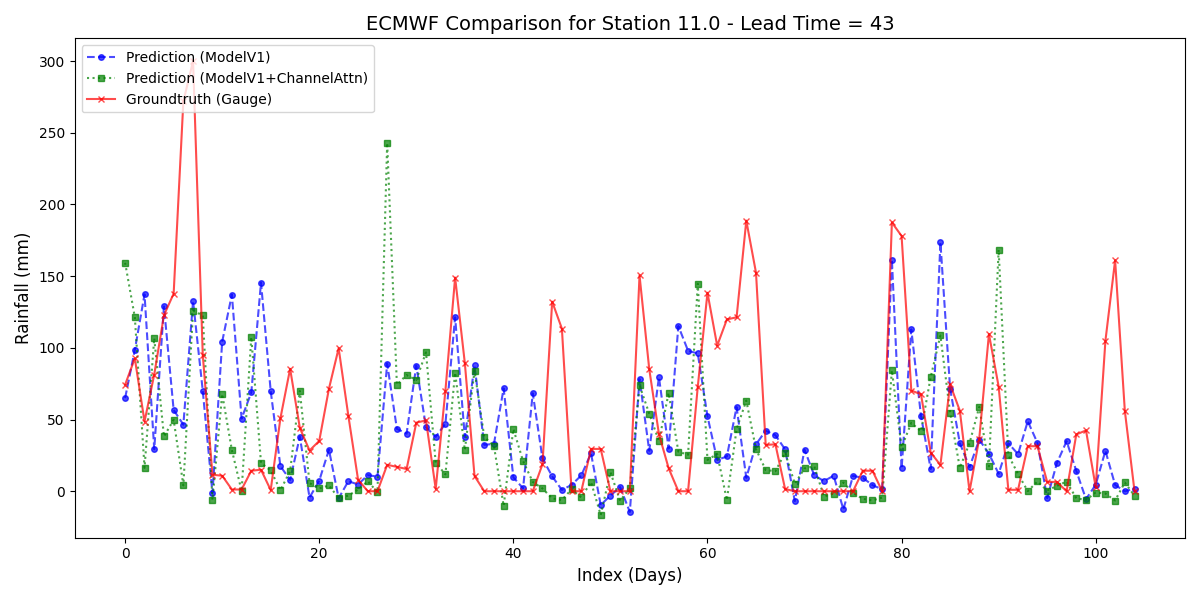 ECMWF Comparison for Station 11.0 - Lead Time = 43
Prediction (ModelV1)
Prediction (ModelV1+ChannelAttn)
Groundtruth (Gauge)
Rainfall (mm)
300
250
200
150
100
50
0
0 20 40 60 80 100
Index (Days)